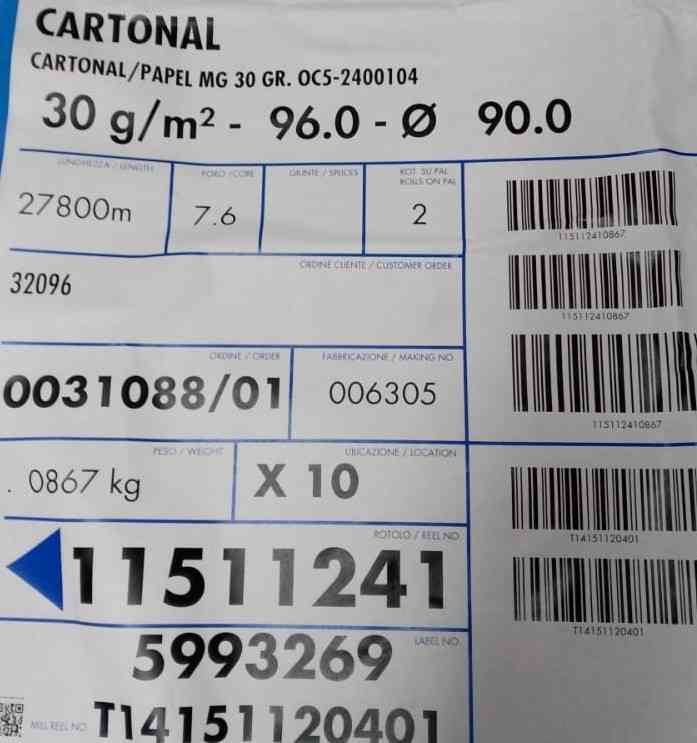 CARTONAL
CARTONAL/PAPEL MG 30 GR. OC5-2400104
30 g/m² - 96.0 - Ø 90.0
LUNGHEZZA / LENGTH
27800m
FORO / CORE
7.6
GIUNTE / SPLICES
ROT. SU PAL
ROLLS ON PAL
2
115112410867
ORDINE CLIENTE / CUSTOMER ORDER
32096
115112410867
ORDINE / ORDER
0031088/01
FABBRICAZIONE / MAKING NO.
006305
115112410867
PESO / WEIGHT
. 0867 kg
UBICAZIONE / LOCATION
X 10
T14151120401
ROTOLO / REEL NO.
11511241
T14151120401
LABEL NO.
5993269
MILL REEL NO.
T14151120401